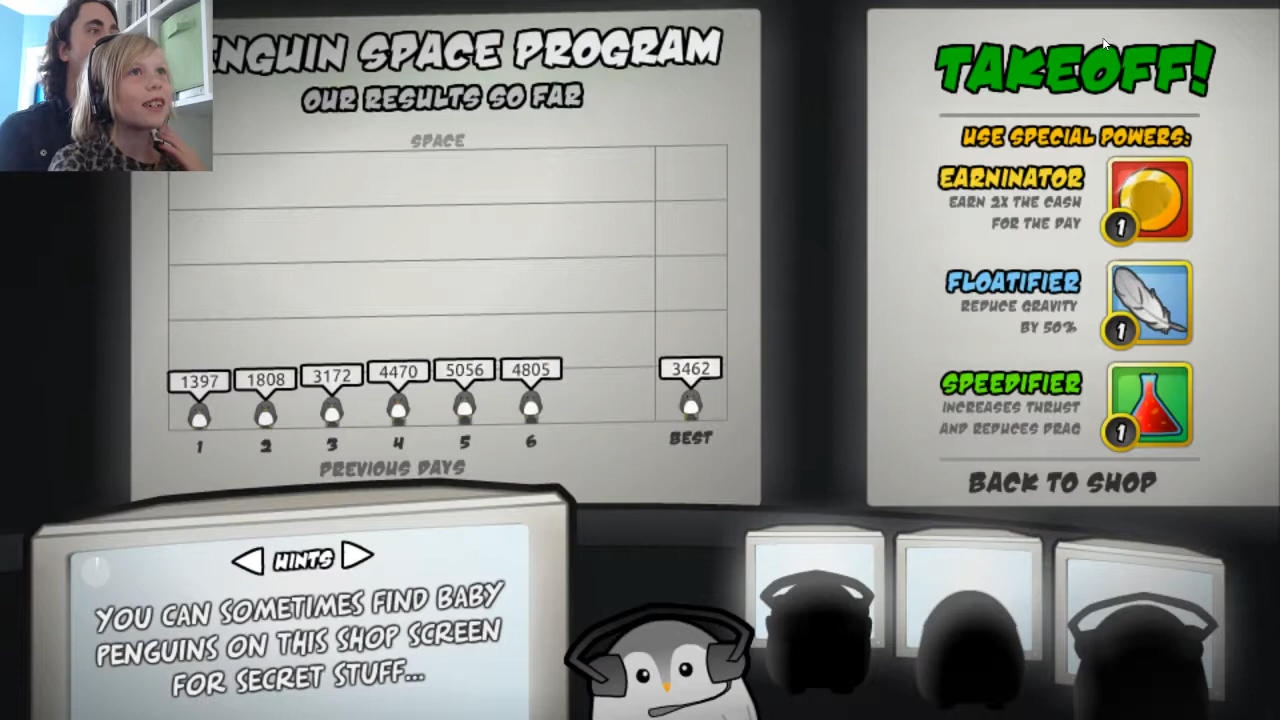 ENGUIN SPACE PROGRAM
OUR RESULTS SO FAR
SPACE
1397 1808 3172 4470 5056 4805 3462
1 2 3 4 5 6 BEST
PREVIOUS DAYS
TAKEOFF!
USE SPECIAL POWERS:
EARNINATOR
EARN 2X THE CASH
FOR THE DAY
1
FLOATIFIER
REDUCE GRAVITY
BY 50%
1
SPEEDIFIER
INCREASES THRUST
AND REDUCES DRAG
1
BACK TO SHOP
HINTS
YOU CAN SOMETIMES FIND BABY
PENGUINS ON THIS SHOP SCREEN
FOR SECRET STUFF...